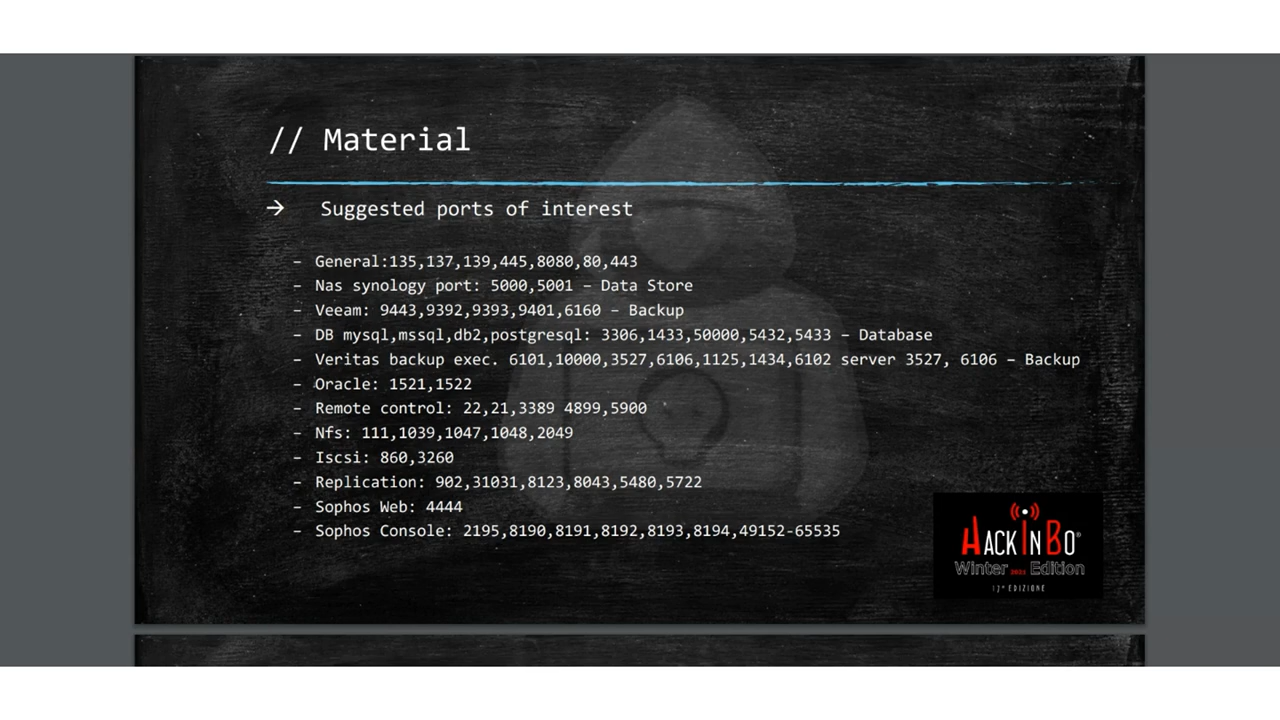 // Material
→ Suggested ports of interest
– General:135,137,139,445,8080,80,443
– Nas synology port: 5000,5001 – Data Store
– Veeam: 9443,9392,9393,9401,6160 – Backup
– DB mysql,mssql,db2,postgresql: 3306,1433,50000,5432,5433 – Database
– Veritas backup exec. 6101,10000,3527,6106,1125,1434,6102 server 3527, 6106 – Backup
– Oracle: 1521,1522
– Remote control: 22,21,3389 4899,5900
– Nfs: 111,1039,1047,1048,2049
– Iscsi: 860,3260
– Replication: 902,31031,8123,8043,5480,5722
– Sophos Web: 4444
– Sophos Console: 2195,8190,8191,8192,8193,8194,49152-65535
HACKINBO®
Winter 2021 Edition
17ª EDIZIONE